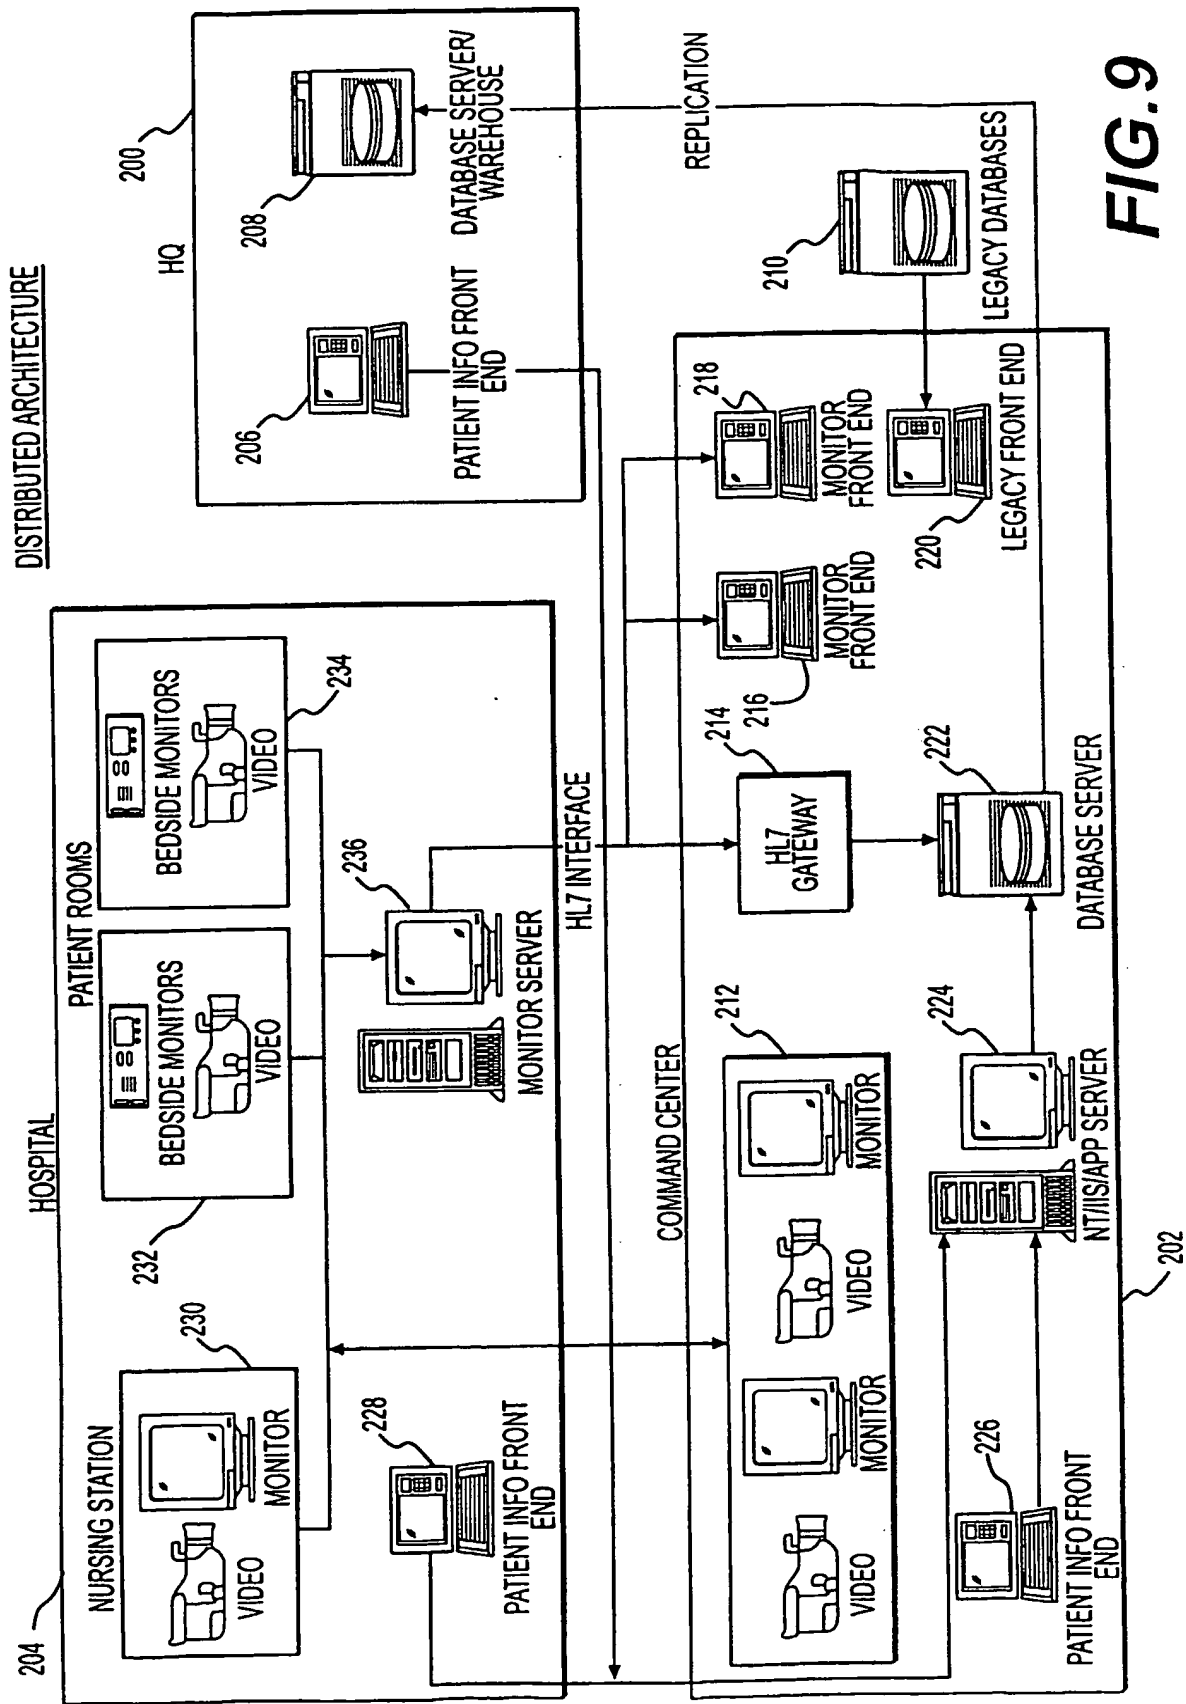 DISTRIBUTED ARCHITECTURE
204
HOSPITAL
NURSING STATION
230
VIDEO
MONITOR
PATIENT ROOMS
232
BEDSIDE MONITORS
VIDEO
BEDSIDE MONITORS
VIDEO
234
228
PATIENT INFO FRONT
END
236
MONITOR SERVER
HL7 INTERFACE
HQ
200
206
PATIENT INFO FRONT
END
208
DATABASE SERVER/
WAREHOUSE
REPLICATION
COMMAND CENTER
212
VIDEO
MONITOR
VIDEO
MONITOR
214
HL7
GATEWAY
216
MONITOR
FRONT END
218
MONITOR
FRONT END
210
LEGACY DATABASES
220
LEGACY FRONT END
226
PATIENT INFO FRONT
END
224
NT/IIS/APP SERVER
222
DATABASE SERVER
202
FIG. 9